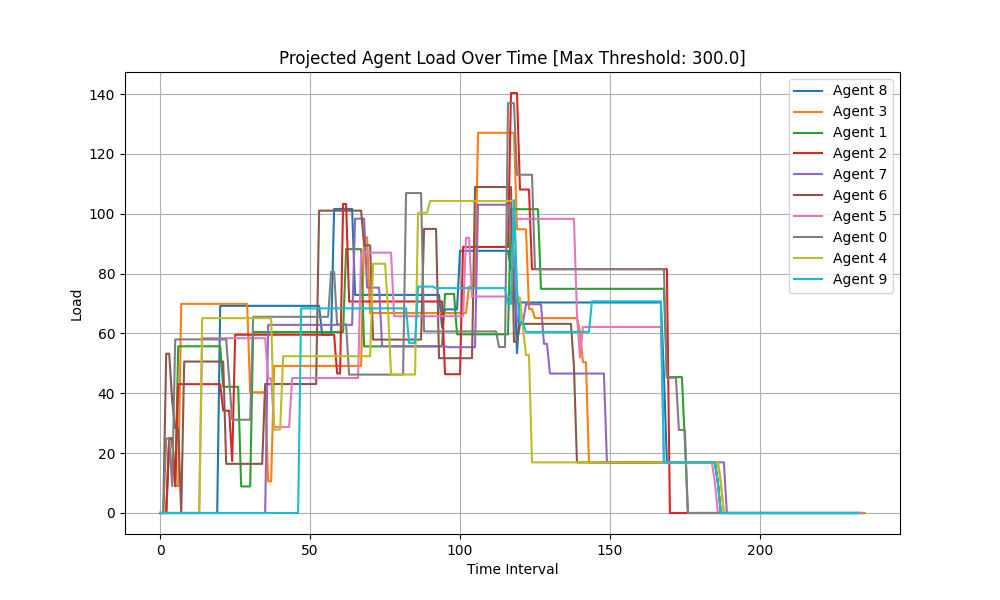 Projected Agent Load Over Time [Max Threshold: 300.0]
Load
140
120
100
80
60
40
20
0
0
50
100
150
200
Time Interval
Agent 8
Agent 3
Agent 1
Agent 2
Agent 7
Agent 6
Agent 5
Agent 0
Agent 4
Agent 9